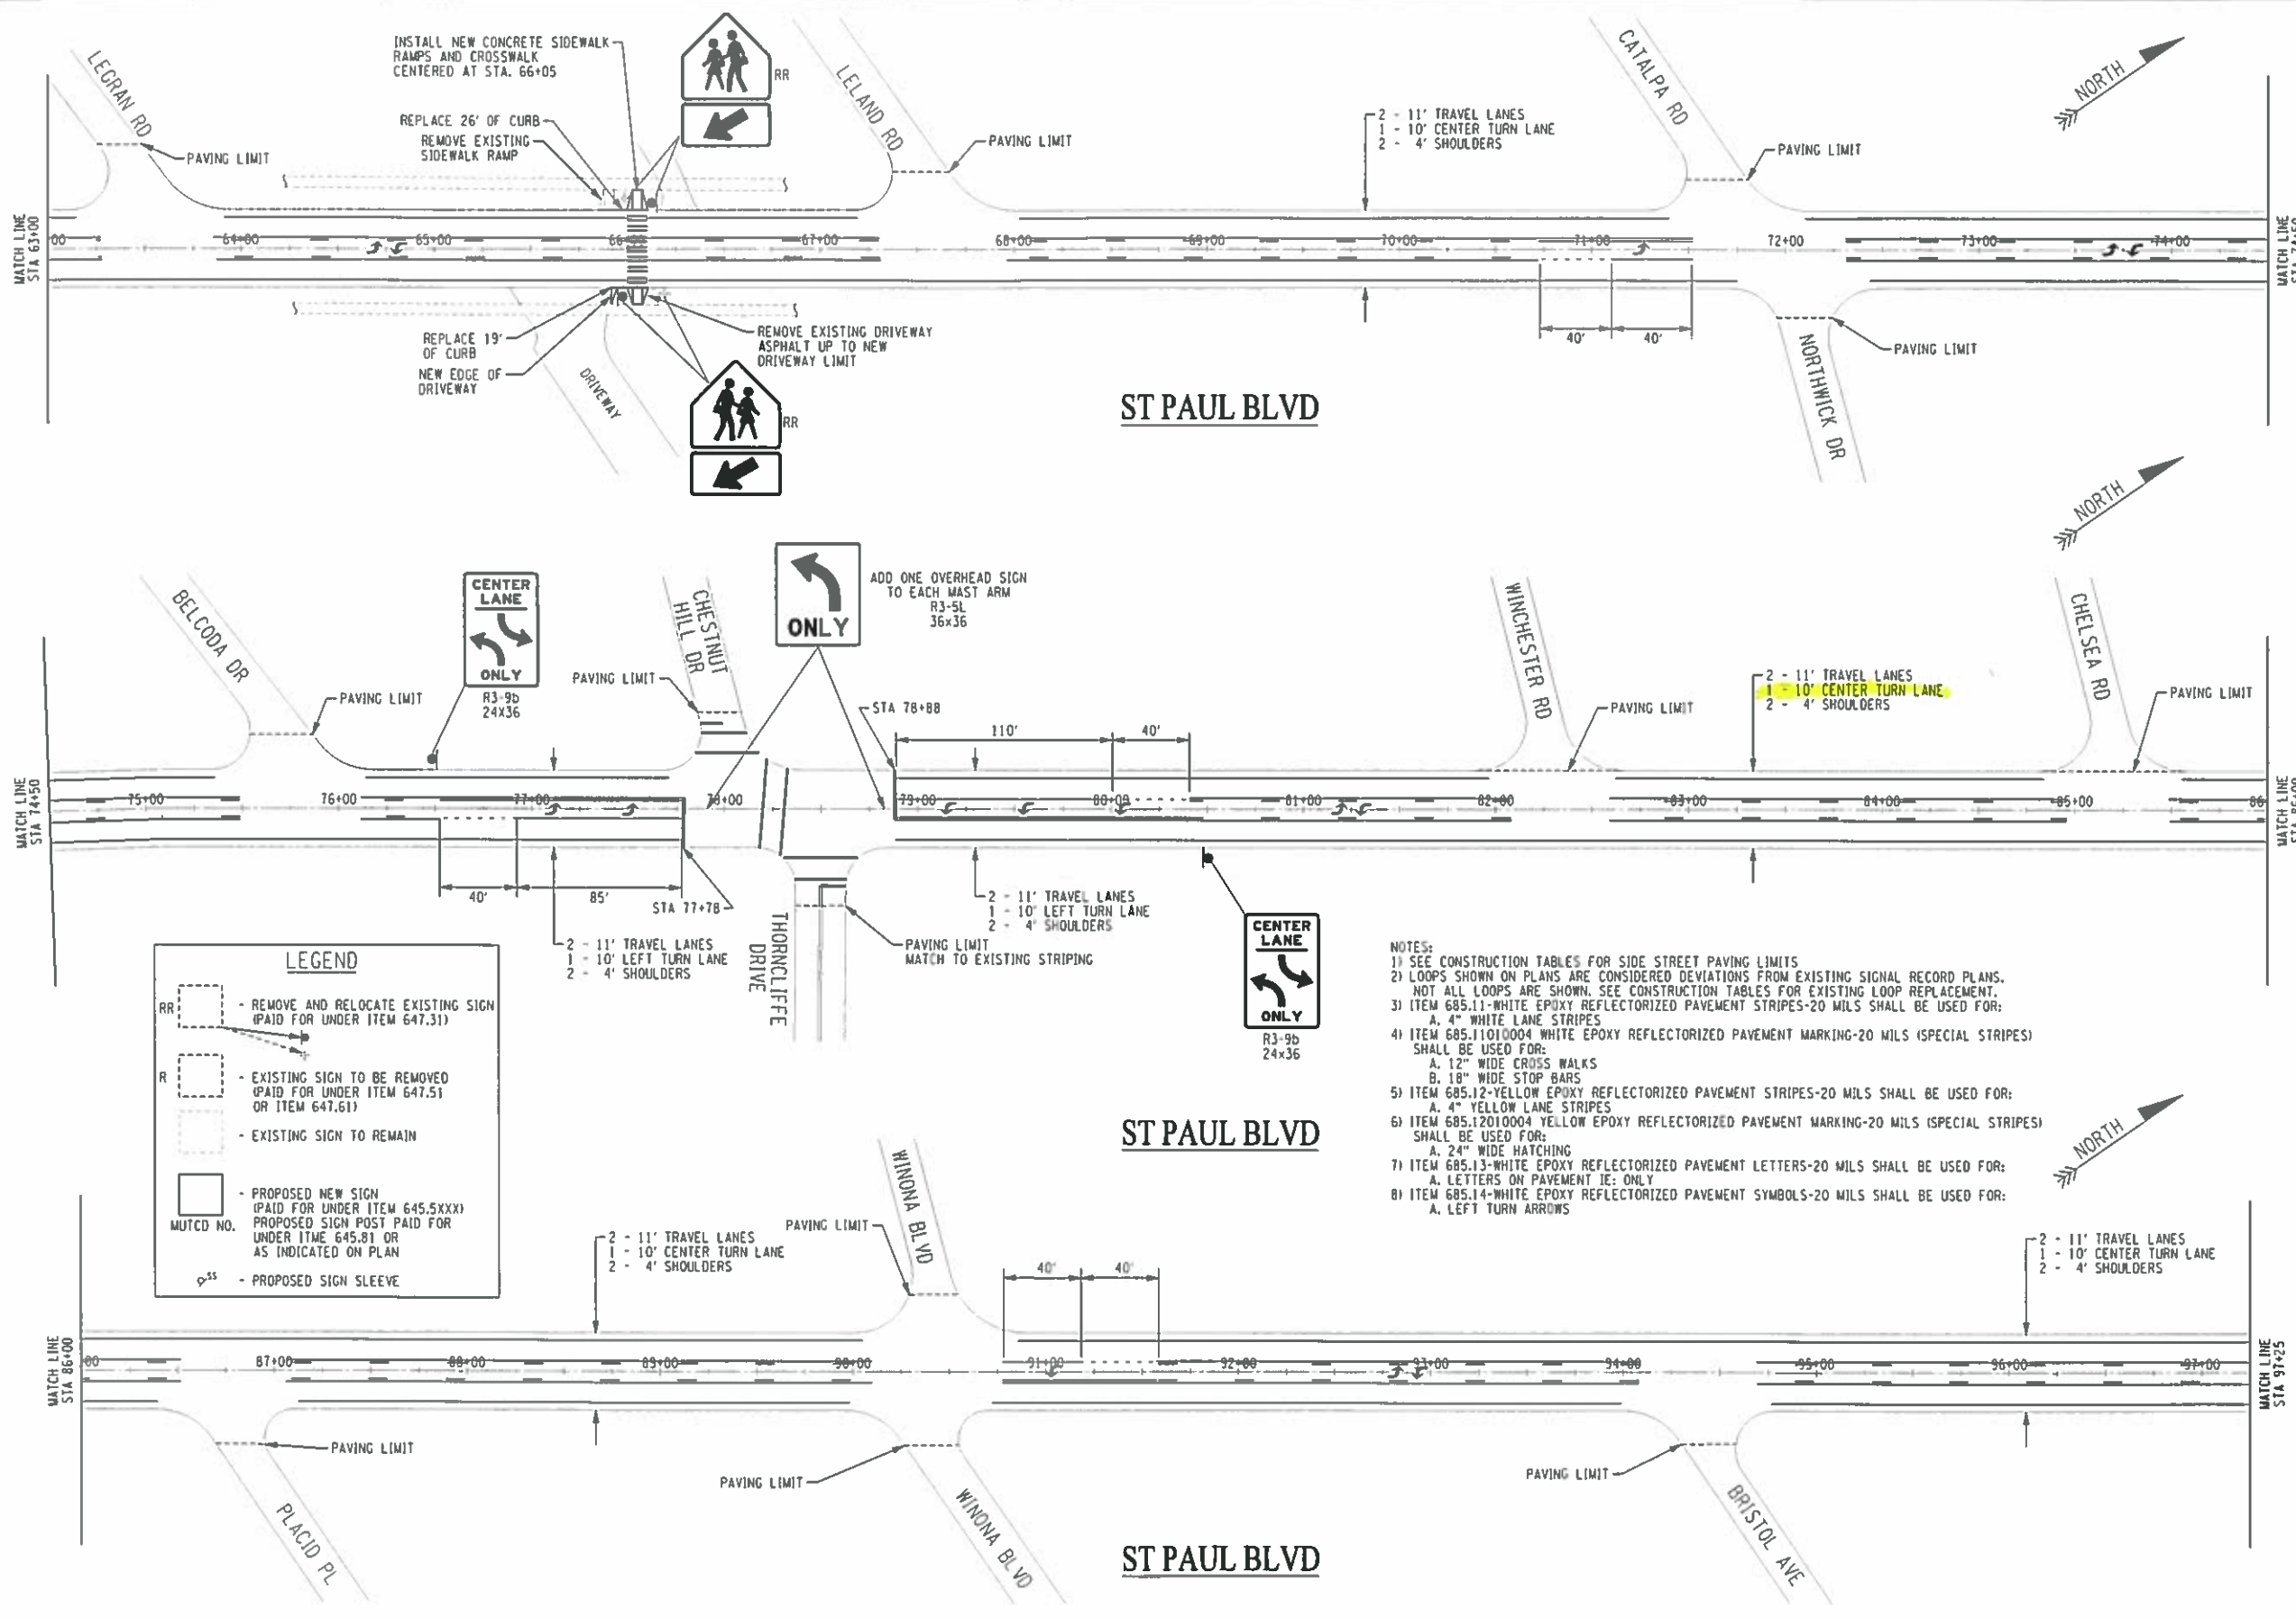 INSTALL NEW CONCRETE SIDEWALK
RAMPS AND CROSSWALK
CENTERED AT STA. 66+05
RR
LEGRAN RD
LELAND RD
CATALPA RD
NORTH
REPLACE 26' OF CURB
REMOVE EXISTING
SIDEWALK RAMP
PAVING LIMIT
PAVING LIMIT
2 - 11' TRAVEL LANES
1 - 10' CENTER TURN LANE
2 - 4' SHOULDERS
PAVING LIMIT
MATCH LINE
STA 63+00
00
64+00
65+00
66+00
67+00
68+00
69+00
70+00
71+00
72+00
73+00
74+00
MATCH LINE
REPLACE 19'
OF CURB
NEW EDGE OF
DRIVEWAY
DRIVEWAY
REMOVE EXISTING DRIVEWAY
ASPHALT UP TO NEW
DRIVEWAY LIMIT
RR
40'
40'
NORTHWICK DR
PAVING LIMIT
ST PAUL BLVD
NORTH
BELCODA DR
CENTER
LANE
ONLY
R3-9b
24X36
PAVING LIMIT
CHESTNUT
HILL DR
PAVING LIMIT
ONLY
ADD ONE OVERHEAD SIGN
TO EACH MAST ARM
R3-5L
36x36
STA 78+88
110'
40'
WINCHESTER RD
PAVING LIMIT
2 - 11' TRAVEL LANES
1 - 10' CENTER TURN LANE
2 - 4' SHOULDERS
CHELSEA RD
PAVING LIMIT
MATCH LINE
STA 74+50
75+00
76+00
77+00
78+00
79+00
80+00
81+00
82+00
83+00
84+00
85+00
86
MATCH LINE
40'
85'
STA 77+78
2 - 11' TRAVEL LANES
1 - 10' LEFT TURN LANE
2 - 4' SHOULDERS
THORNCLIFFE
DRIVE
2 - 11' TRAVEL LANES
1 - 10' LEFT TURN LANE
2 - 4' SHOULDERS
PAVING LIMIT
MATCH TO EXISTING STRIPING
CENTER
LANE
ONLY
R3-9b
24x36
LEGEND
RR
- REMOVE AND RELOCATE EXISTING SIGN
(PAID FOR UNDER ITEM 647.31)
R
- EXISTING SIGN TO BE REMOVED
(PAID FOR UNDER ITEM 647.51
OR ITEM 647.61)
- EXISTING SIGN TO REMAIN
- PROPOSED NEW SIGN
(PAID FOR UNDER ITEM 645.5XXX)
MUTCD NO.
PROPOSED SIGN POST PAID FOR
UNDER ITME 645.81 OR
AS INDICATED ON PLAN
SS
- PROPOSED SIGN SLEEVE
NOTES:
1) SEE CONSTRUCTION TABLES FOR SIDE STREET PAVING LIMITS
2) LOOPS SHOWN ON PLANS ARE CONSIDERED DEVIATIONS FROM EXISTING SIGNAL RECORD PLANS.
NOT ALL LOOPS ARE SHOWN. SEE CONSTRUCTION TABLES FOR EXISTING LOOP REPLACEMENT.
3) ITEM 685.11-WHITE EPOXY REFLECTORIZED PAVEMENT STRIPES-20 MILS SHALL BE USED FOR:
A. 4" WHITE LANE STRIPES
4) ITEM 685.11010004 WHITE EPOXY REFLECTORIZED PAVEMENT MARKING-20 MILS (SPECIAL STRIPES)
SHALL BE USED FOR:
A. 12" WIDE CROSS WALKS
B. 18" WIDE STOP BARS
5) ITEM 685.12-YELLOW EPOXY REFLECTORIZED PAVEMENT STRIPES-20 MILS SHALL BE USED FOR:
A. 4" YELLOW LANE STRIPES
6) ITEM 685.12010004 YELLOW EPOXY REFLECTORIZED PAVEMENT MARKING-20 MILS (SPECIAL STRIPES)
SHALL BE USED FOR:
A. 24" WIDE HATCHING
7) ITEM 685.13-WHITE EPOXY REFLECTORIZED PAVEMENT LETTERS-20 MILS SHALL BE USED FOR:
A. LETTERS ON PAVEMENT IE: ONLY
8) ITEM 685.14-WHITE EPOXY REFLECTORIZED PAVEMENT SYMBOLS-20 MILS SHALL BE USED FOR:
A. LEFT TURN ARROWS
ST PAUL BLVD
NORTH
2 - 11' TRAVEL LANES
1 - 10' CENTER TURN LANE
2 - 4' SHOULDERS
PAVING LIMIT
WINONA BLVD
40'
40'
2 - 11' TRAVEL LANES
1 - 10' CENTER TURN LANE
2 - 4' SHOULDERS
MATCH LINE
STA 86+00
00
87+00
88+00
89+00
90+00
91+00
92+00
93+00
94+00
95+00
96+00
97+00
MATCH LINE
STA 97+25
PAVING LIMIT
PLACID PL
PAVING LIMIT
WINONA BLVD
PAVING LIMIT
BRISTOL AVE
ST PAUL BLVD